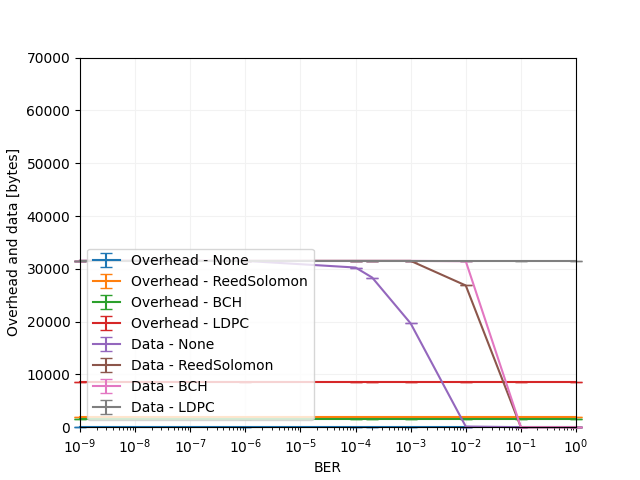 70000
60000
50000
40000
30000
20000
10000
0
Overhead and data [bytes]
Overhead - None
Overhead - ReedSolomon
Overhead - BCH
Overhead - LDPC
Data - None
Data - ReedSolomon
Data - BCH
Data - LDPC
10⁻⁹ 10⁻⁸ 10⁻⁷ 10⁻⁶ 10⁻⁵ 10⁻⁴ 10⁻³ 10⁻² 10⁻¹ 10⁰
BER